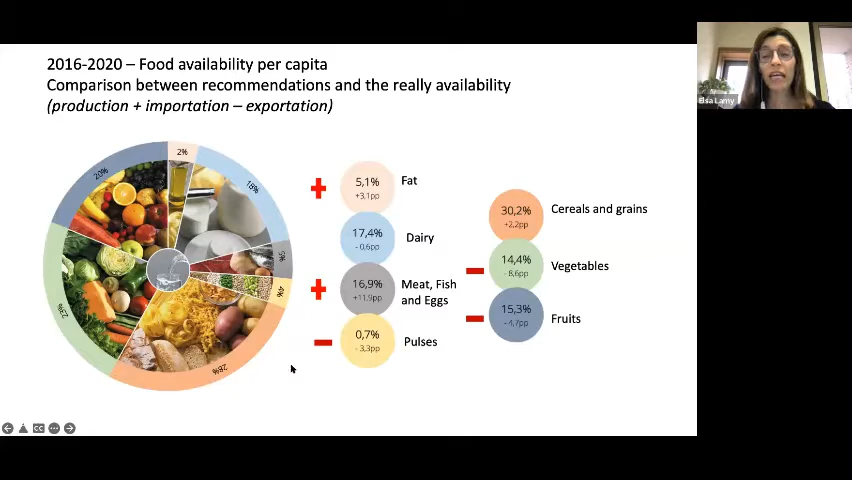 2016-2020 – Food availability per capita
Comparison between recommendations and the really availability
(production + importation – exportation)
2%
18%
5%
4%
28%
23%
20%
+
5,1%
+3,1pp
Fat
17,4%
- 0,6pp
Dairy
+
16,9%
+11,9pp
Meat, Fish
and Eggs
–
0,7%
- 3,3pp
Pulses
30,2%
+2,2pp
Cereals and grains
–
14,4%
- 8,6pp
Vegetables
–
15,3%
- 4,7pp
Fruits
CC
Elsa Lamy